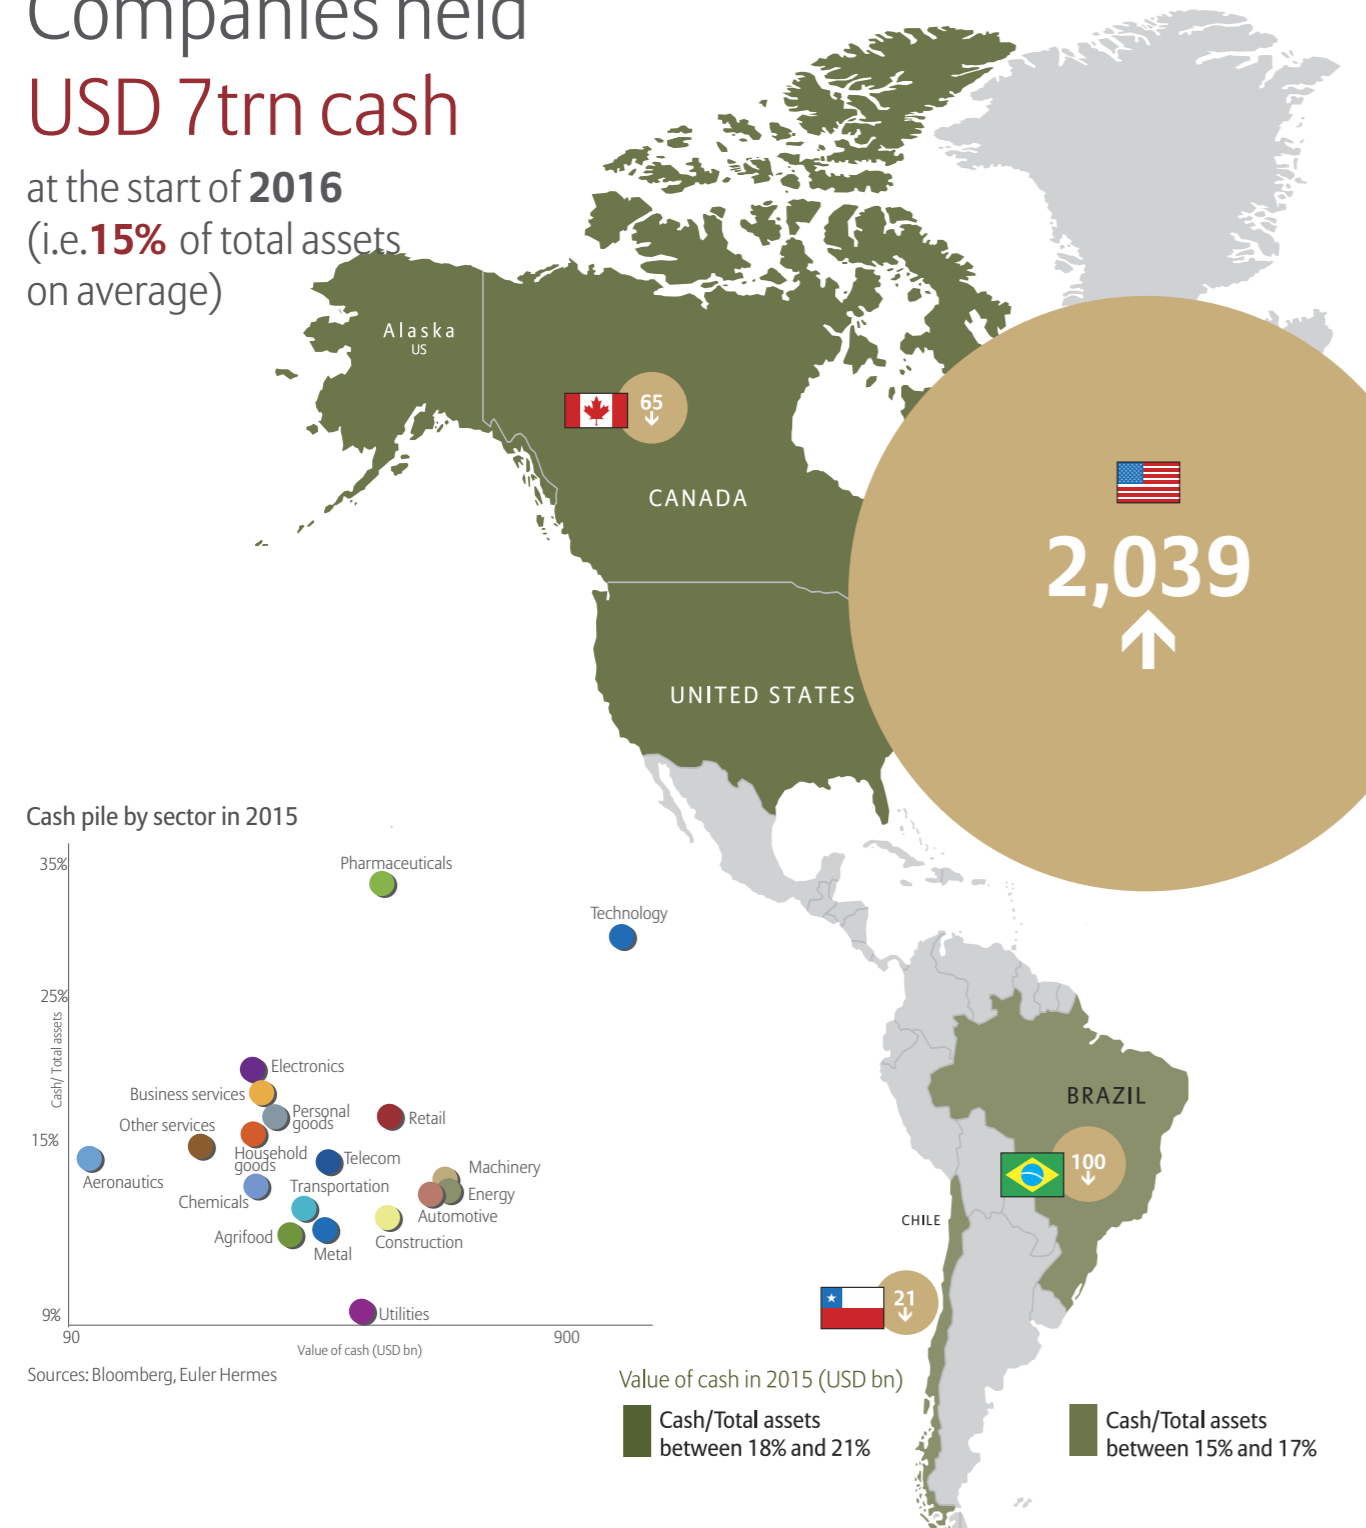 Companies held
USD 7trn cash
at the start of 2016
(i.e.15% of total assets
on average)
Alaska
US
65
CANADA
2,039
UNITED STATES
Cash pile by sector in 2015
35%
25%
15%
9%
Cash/ Total assets
Pharmaceuticals
Technology
Electronics
Business services
Personal
goods
Retail
Other services
Household
goods
Telecom
Aeronautics
Machinery
Chemicals
Transportation
Energy
Automotive
Agrifood
Metal
Construction
Utilities
90
900
Value of cash (USD bn)
Sources: Bloomberg, Euler Hermes
BRAZIL
100
CHILE
21
Value of cash in 2015 (USD bn)
Cash/Total assets
between 18% and 21%
Cash/Total assets
between 15% and 17%